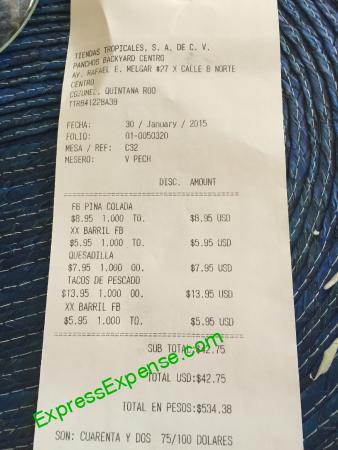 TIENDAS TROPICALES, S. A. DE C. V.
PANCHOS BACKYARD CENTRO
AV. RAFAEL E. MELGAR #27 X CALLE 8 NORTE
CENTRO
COZUMEL, QUINTANA ROO
TTR841228A39
FECHA: 30 / January / 2015
FOLIO: 01-0050320
MESA / REF: C32
MESERO: V PECH
DISC. AMOUNT
FB PINA COLADA
$8.95 1.000 TO. $8.95 USD
XX BARRIL FB
$5.95 1.000 TO. $5.95 USD
QUESADILLA
$7.95 1.000 OO. $7.95 USD
TACOS DE PESCADO
$13.95 1.000 OO. $13.95 USD
XX BARRIL FB
$5.95 1.000 TO. $5.95 USD
SUB TOTAL:$42.75
TOTAL USD:$42.75
TOTAL EN PESOS:$534.38
SON: CUARENTA Y DOS 75/100 DOLARES
ExpressExpense.com